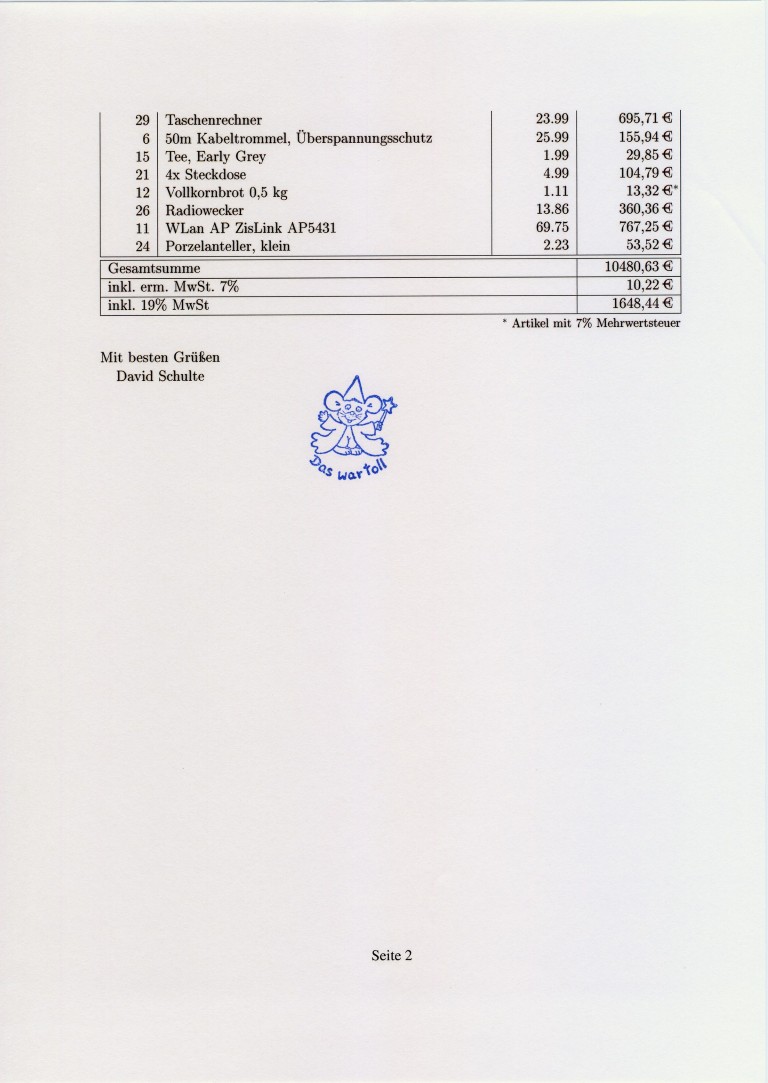 29 Taschenrechner 23.99 695,71 €
6 50m Kabeltrommel, Überspannungsschutz 25.99 155,94 €
15 Tee, Early Grey 1.99 29,85 €
21 4x Steckdose 4.99 104,79 €
12 Vollkornbrot 0,5 kg 1.11 13,32 €*
26 Radiowecker 13.86 360,36 €
11 WLan AP ZisLink AP5431 69.75 767,25 €
24 Porzelanteller, klein 2.23 53,52 €
Gesamtsumme 10480,63 €
inkl. erm. MwSt. 7% 10,22 €
inkl. 19% MwSt 1648,44 €
* Artikel mit 7% Mehrwertsteuer
Mit besten Grüßen
David Schulte
Das war toll
Seite 2